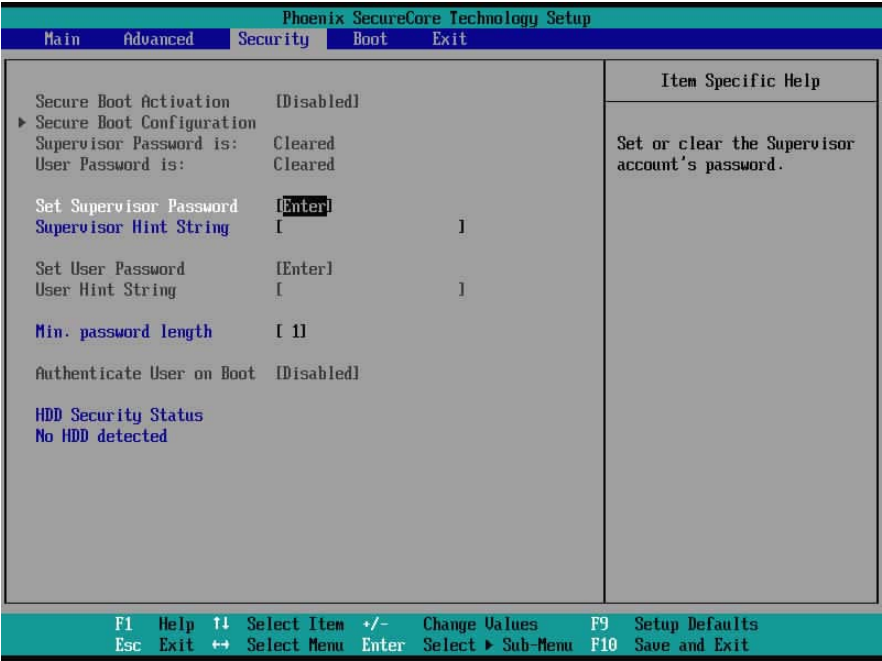 Phoenix SecureCore Technology Setup
Main Advanced Security Boot Exit
Item Specific Help
Secure Boot Activation [Disabled]
▶ Secure Boot Configuration
Supervisor Password is: Cleared
User Password is: Cleared
Set or clear the Supervisor
account's password.
Set Supervisor Password [Enter]
Supervisor Hint String [ ]
Set User Password [Enter]
User Hint String [ ]
Min. password length [ 1]
Authenticate User on Boot [Disabled]
HDD Security Status
No HDD detected
F1 Help ↑↓ Select Item +/- Change Values F9 Setup Defaults
Esc Exit ↔ Select Menu Enter Select ▶ Sub-Menu F10 Save and Exit